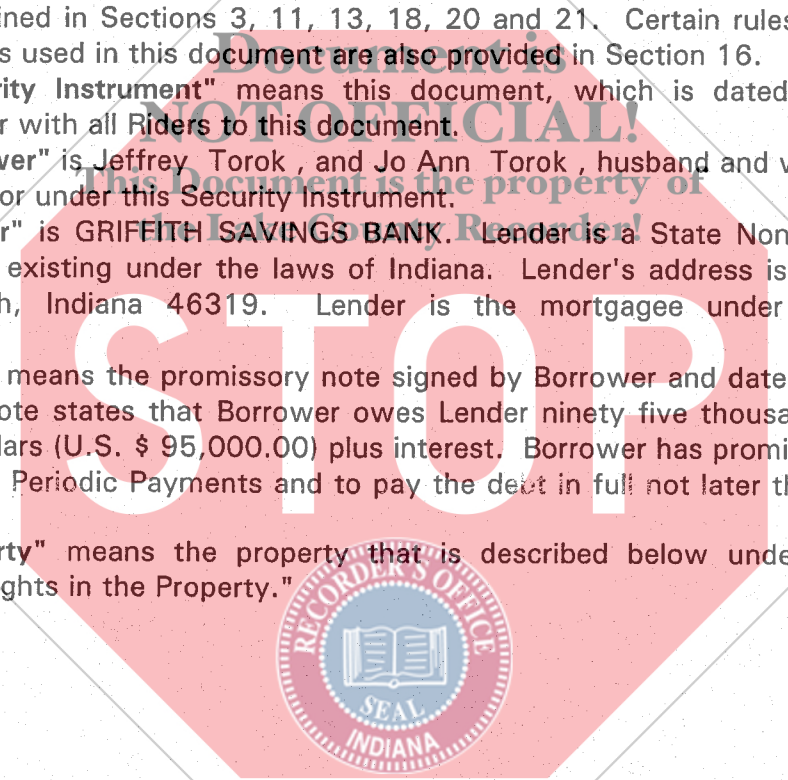 ined in Sections 3, 11, 13, 18, 20 and 21. Certain rules
s used in this document are also provided in Section 16.
Document is
rity Instrument" means this document, which is dated
NOT OFFICIAL!
r with all Riders to this document.
ver" is Jeffrey Torok , and Jo Ann Torok , husband and
This Document is the property of
or under this Security Instrument.
the Lake County Recorder!
r" is GRIFFITH SAVINGS BANK. Lender is a State Non
existing under the laws of Indiana. Lender's address is
h, Indiana 46319. Lender is the mortgagee under
STOP
means the promissory note signed by Borrower and date
ote states that Borrower owes Lender ninety five thousa
lars (U.S. $ 95,000.00) plus interest. Borrower has promi
Periodic Payments and to pay the debt in full not later th
rty" means the property that is described below unde
ghts in the Property."
RECORDER'S OFFICE
SEAL
INDIANA